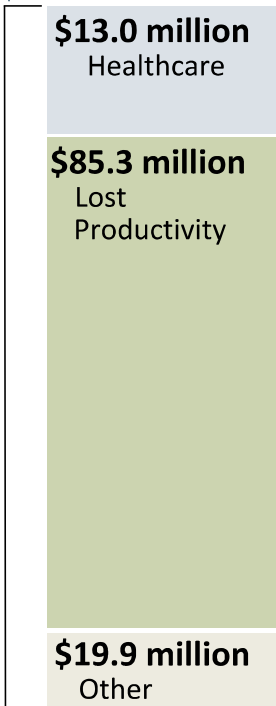 $13.0 million
Healthcare
$85.3 million
Lost
Productivity
$19.9 million
Other